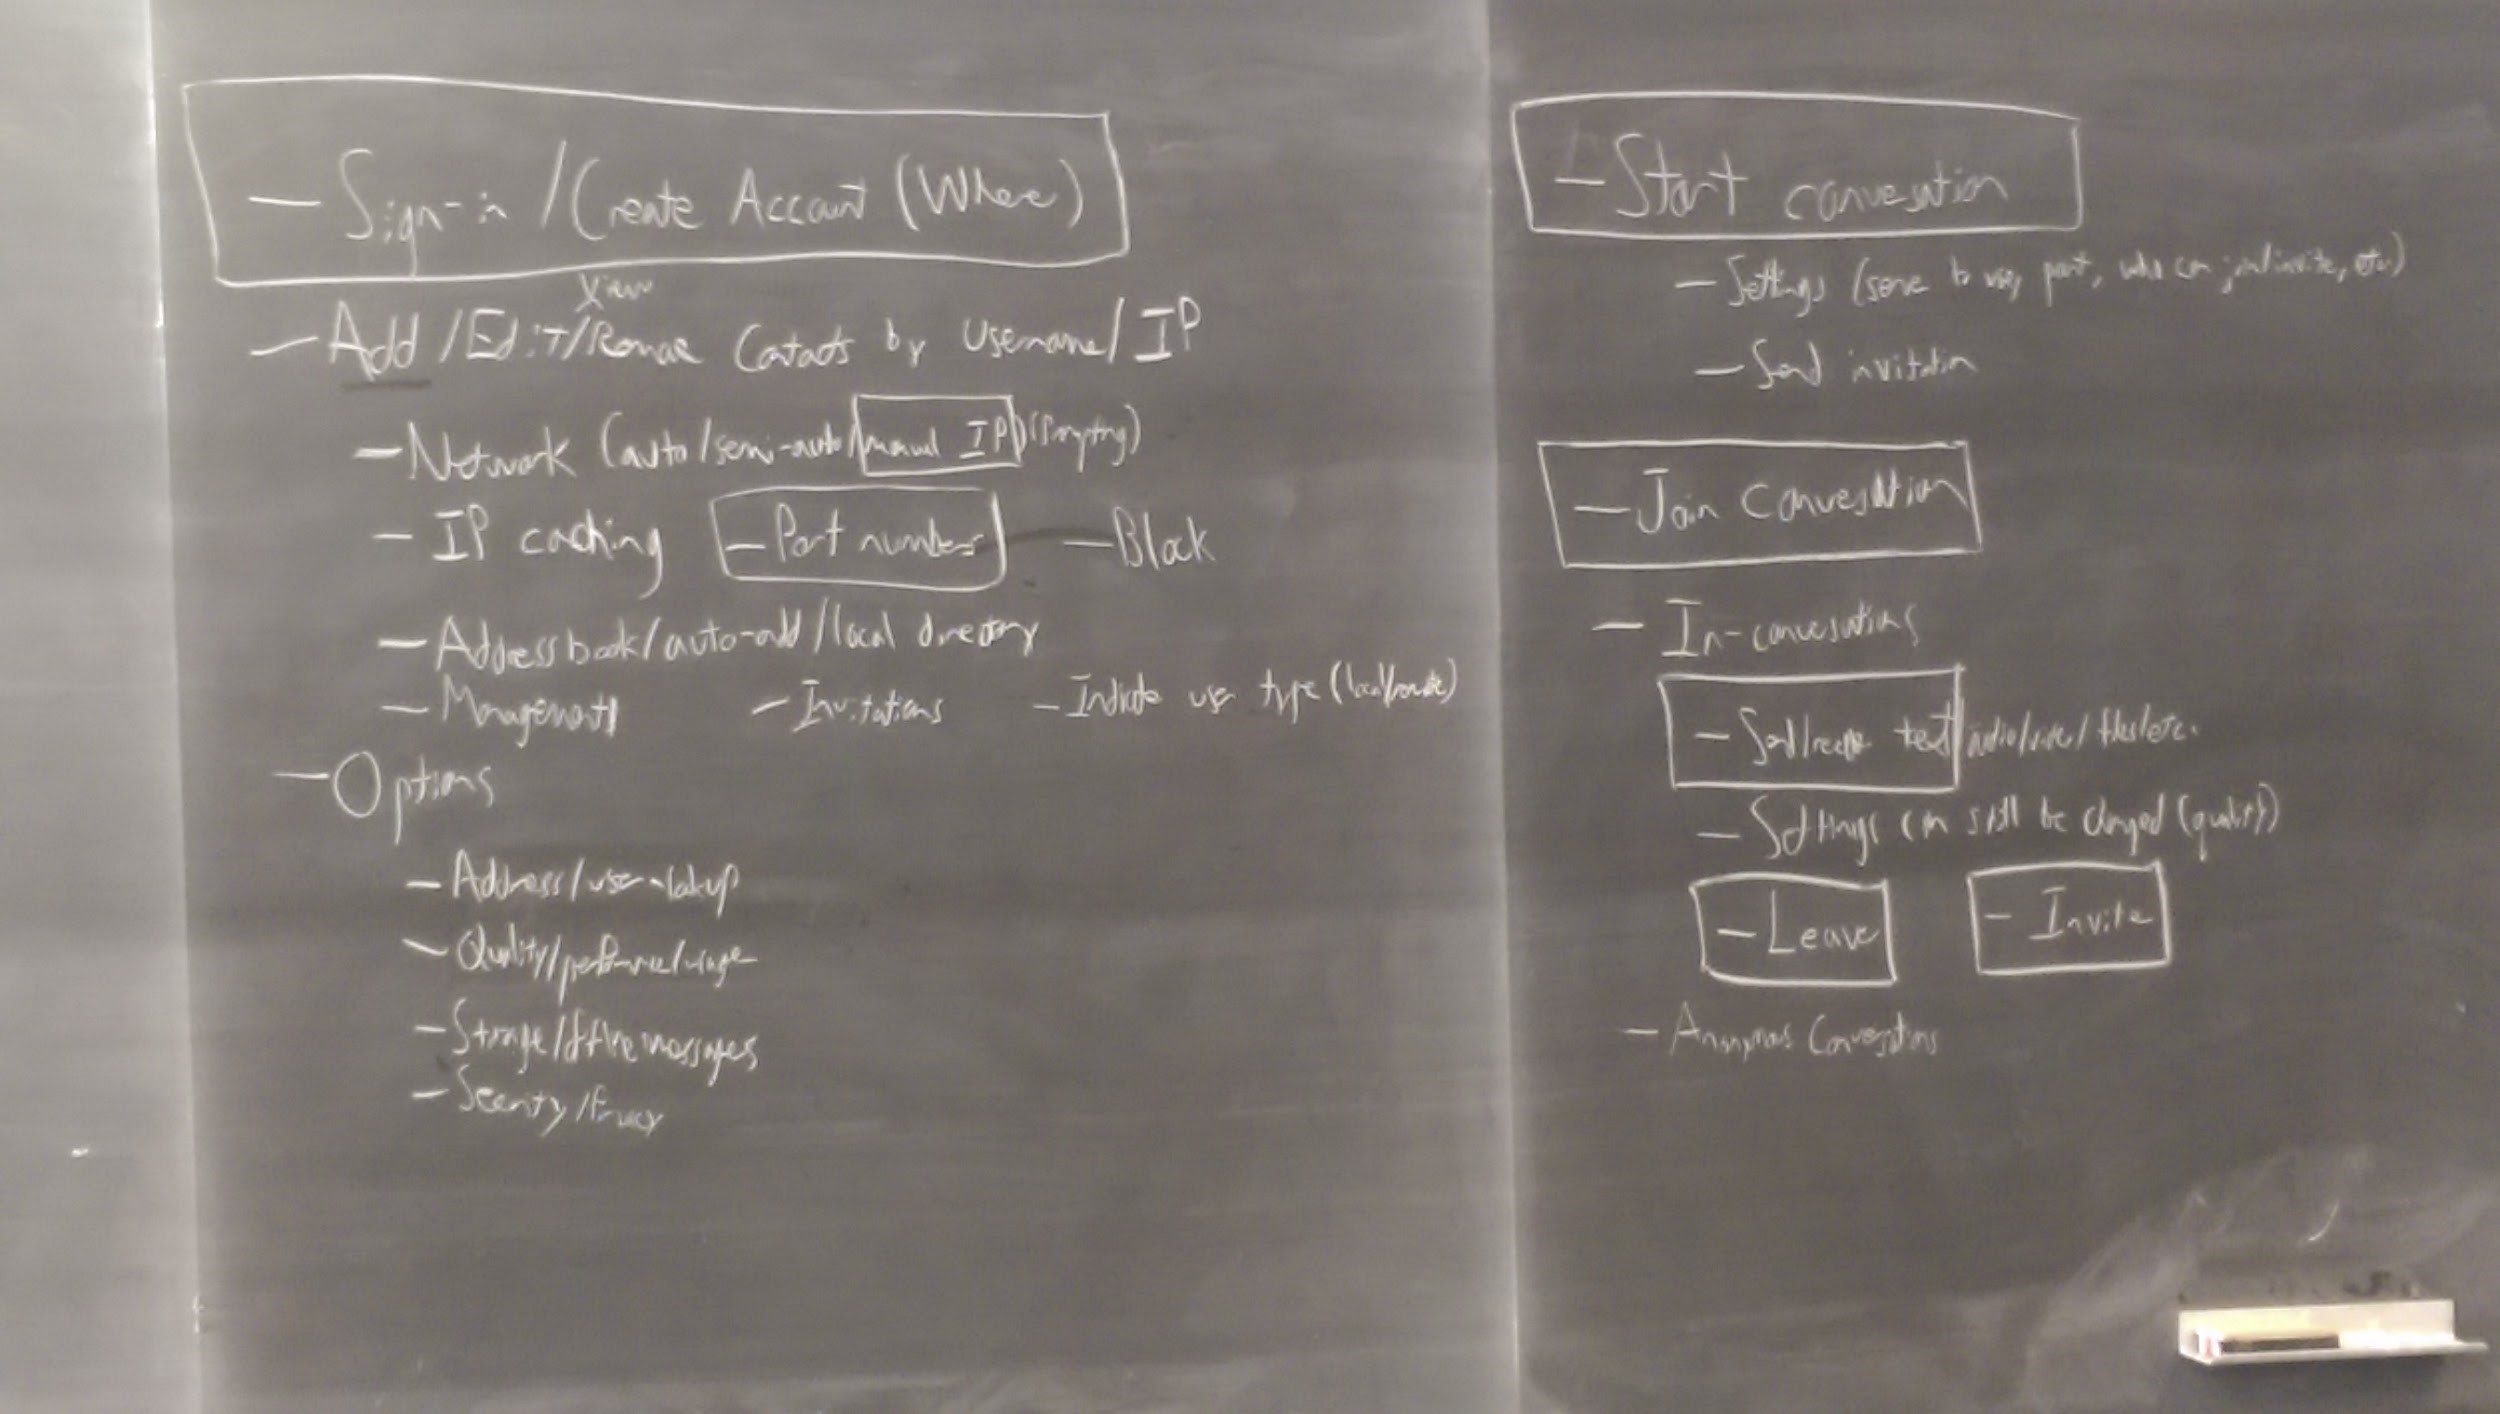 — Sign-in / Create Account (Where)
View
— Add / Edit / Remove Contacts by Username / IP
— Network (auto / semi-auto / manual IP)
— IP caching — Port numbers — Block
— Address book / auto-add / local directory
— Management — Invitations — Indicate user type (local/remote)
— Options
— Address / user-lookup
— Quality / performance / usage
— Storage / offline messages
— Security / Privacy
— Start conversation
— Settings (server to use, port, who can join/invite, etc.)
— Send invitation
— Join conversation
— In-conversations
— Send/receive text / audio / video / files / etc.
— Settings can still be changed (quality)
— Leave — Invite
— Anonymous Conversations